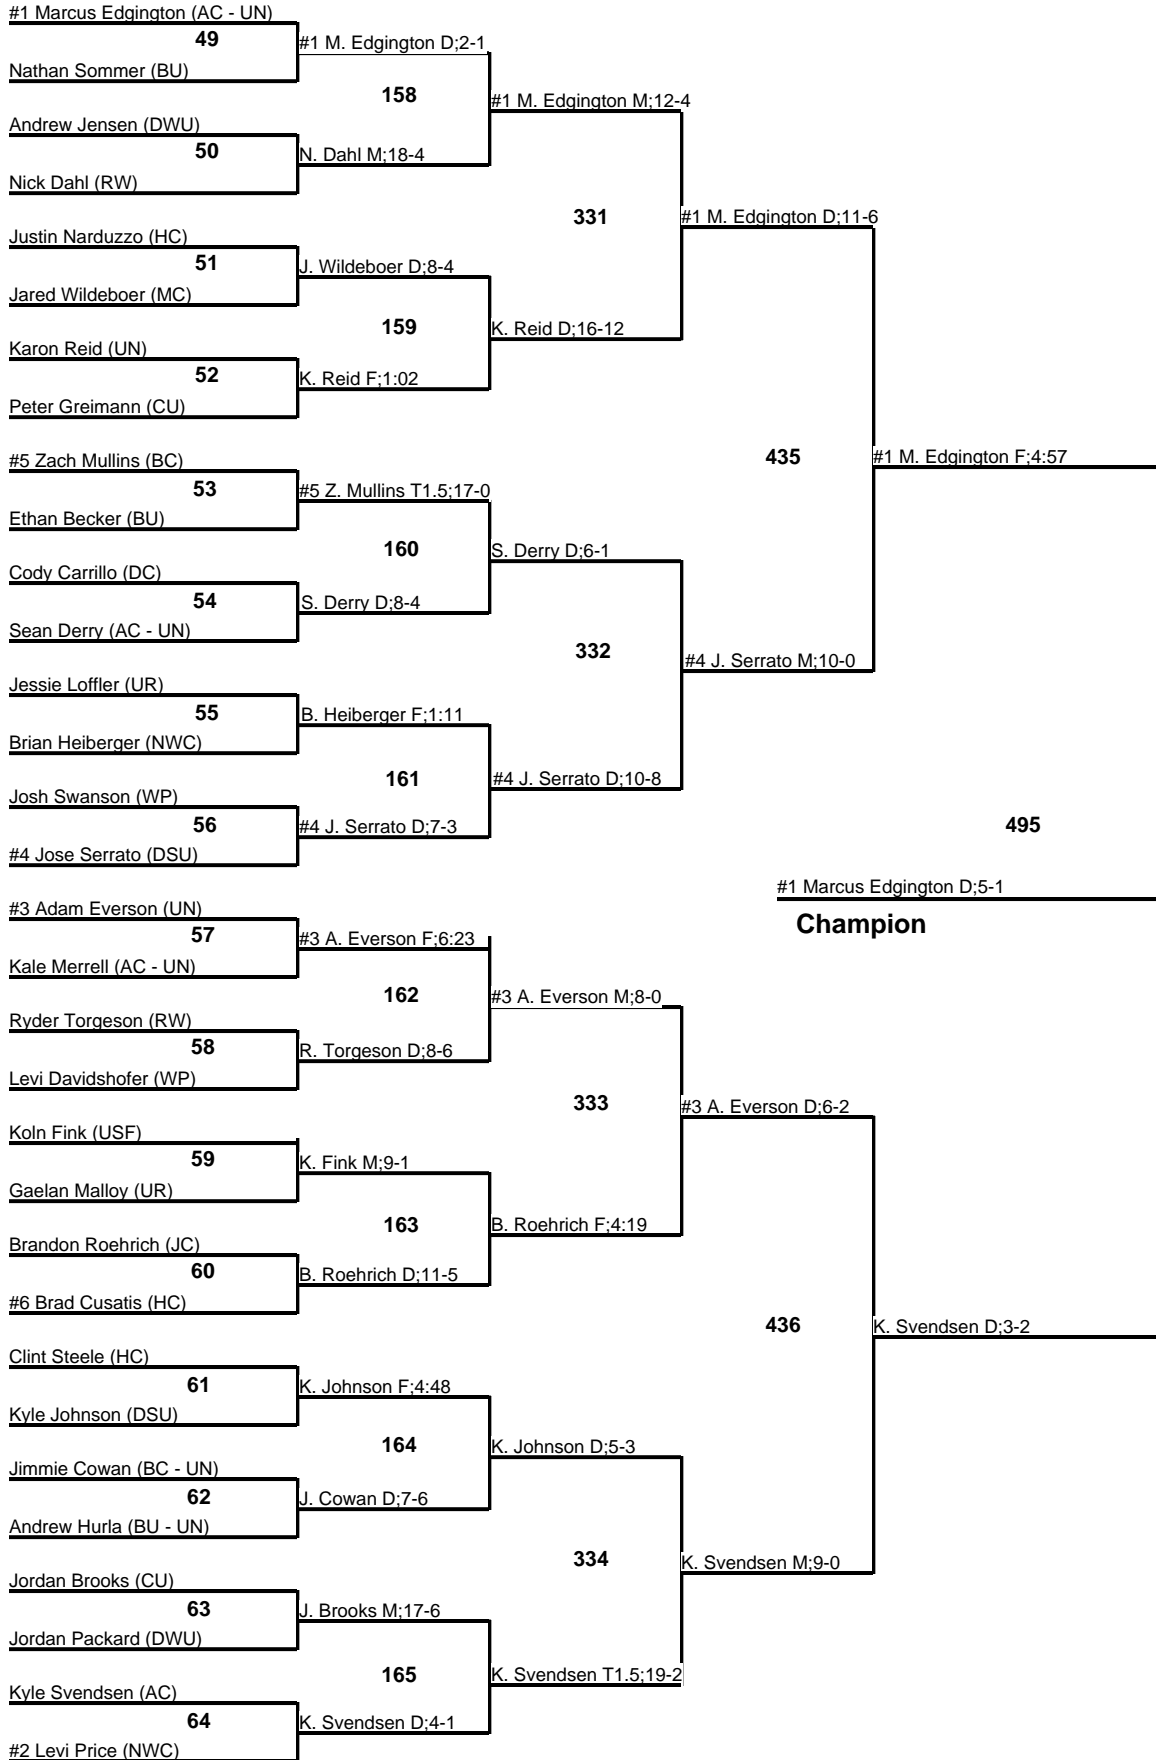 #1 Marcus Edgington (AC - UN)
49
#1 M. Edgington D;2-1
Nathan Sommer (BU)
158
#1 M. Edgington M;12-4
Andrew Jensen (DWU)
50
N. Dahl M;18-4
Nick Dahl (RW)
331
#1 M. Edgington D;11-6
Justin Narduzzo (HC)
51
J. Wildeboer D;8-4
Jared Wildeboer (MC)
159
K. Reid D;16-12
Karon Reid (UN)
52
K. Reid F;1:02
Peter Greimann (CU)
435
#1 M. Edgington F;4:57
#5 Zach Mullins (BC)
53
#5 Z. Mullins T1.5;17-0
Ethan Becker (BU)
160
S. Derry D;6-1
Cody Carrillo (DC)
54
S. Derry D;8-4
Sean Derry (AC - UN)
332
#4 J. Serrato M;10-0
Jessie Loffler (UR)
55
B. Heiberger F;1:11
Brian Heiberger (NWC)
161
#4 J. Serrato D;10-8
Josh Swanson (WP)
56
#4 J. Serrato D;7-3
#4 Jose Serrato (DSU)
495
#1 Marcus Edgington D;5-1
Champion
#3 Adam Everson (UN)
57
#3 A. Everson F;6:23
Kale Merrell (AC - UN)
162
#3 A. Everson M;8-0
Ryder Torgeson (RW)
58
R. Torgeson D;8-6
Levi Davidshofer (WP)
333
#3 A. Everson D;6-2
Koln Fink (USF)
59
K. Fink M;9-1
Gaelan Malloy (UR)
163
B. Roehrich F;4:19
Brandon Roehrich (JC)
60
B. Roehrich D;11-5
#6 Brad Cusatis (HC)
436
K. Svendsen D;3-2
Clint Steele (HC)
61
K. Johnson F;4:48
Kyle Johnson (DSU)
164
K. Johnson D;5-3
Jimmie Cowan (BC - UN)
62
J. Cowan D;7-6
Andrew Hurla (BU - UN)
334
K. Svendsen M;9-0
Jordan Brooks (CU)
63
J. Brooks M;17-6
Jordan Packard (DWU)
165
K. Svendsen T1.5;19-2
Kyle Svendsen (AC)
64
K. Svendsen D;4-1
#2 Levi Price (NWC)